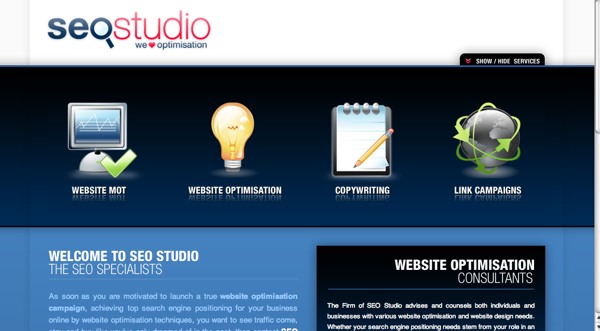 seostudio
we optimisation
SHOW / HIDE SERVICES
WEBSITE MOT
WEBSITE OPTIMISATION
COPYWRITING
LINK CAMPAIGNS
WELCOME TO SEO STUDIO
THE SEO SPECIALISTS
As soon as you are motivated to launch a true website optimisation
campaign, achieving top search engine positioning for your business
online by website optimisation techniques, you want to see traffic come,
WEBSITE OPTIMISATION
CONSULTANTS
The Firm of SEO Studio advises and counsels both individuals and
businesses with various website optimisation and website design needs.
Whether your search engine positioning needs stem from your role in an